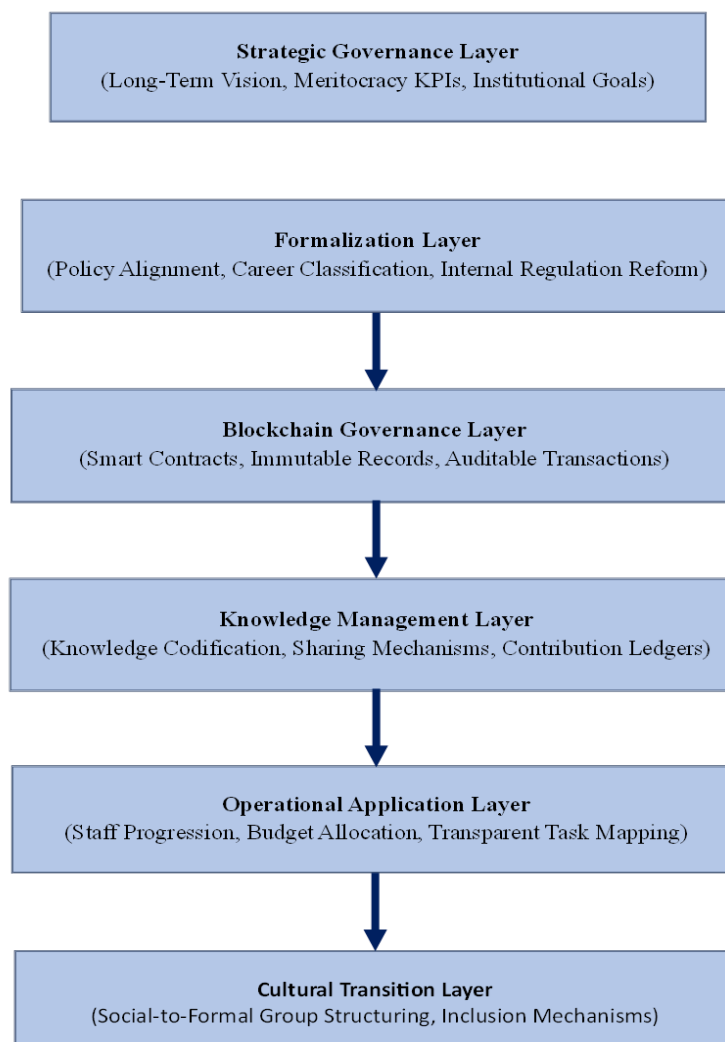 Strategic Governance Layer
(Long-Term Vision, Meritocracy KPIs, Institutional Goals)
Formalization Layer
(Policy Alignment, Career Classification, Internal Regulation Reform)
Blockchain Governance Layer
(Smart Contracts, Immutable Records, Auditable Transactions)
Knowledge Management Layer
(Knowledge Codification, Sharing Mechanisms, Contribution Ledgers)
Operational Application Layer
(Staff Progression, Budget Allocation, Transparent Task Mapping)
Cultural Transition Layer
(Social-to-Formal Group Structuring, Inclusion Mechanisms)